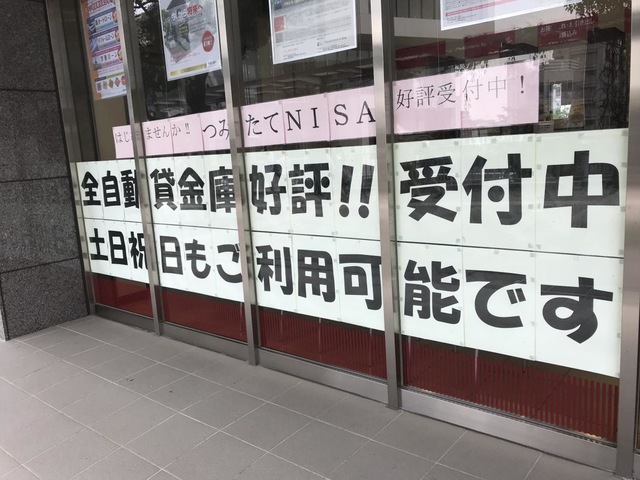 はじめませんか!! つみたてNISA 好評受付中!
全自動貸金庫好評!! 受付中
土日祝日もご利用可能です